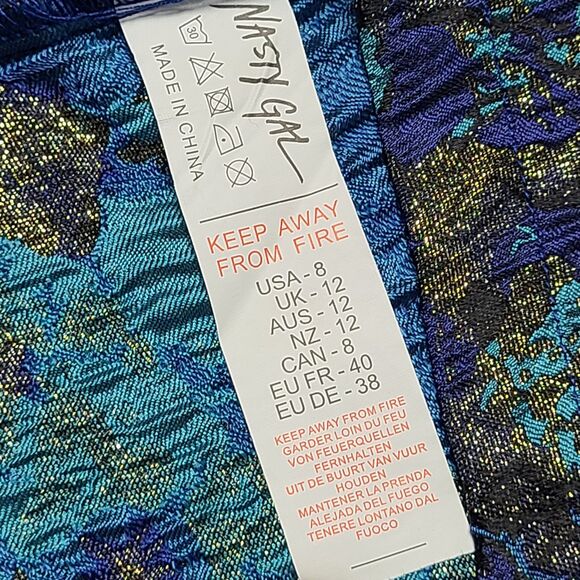 NASTY GAL
30
MADE IN CHINA
KEEP AWAY
FROM FIRE
USA - 8
UK - 12
AUS - 12
NZ - 12
CAN - 8
EU FR - 40
EU DE - 38
KEEP AWAY FROM FIRE
GARDER LOIN DU FEU
VON FEUERQUELLEN
FERNHALTEN
UIT DE BUURT VAN VUUR
HOUDEN
MANTENER LA PRENDA
ALEJADA DEL FUEGO
TENERE LONTANO DAL
FUOCO